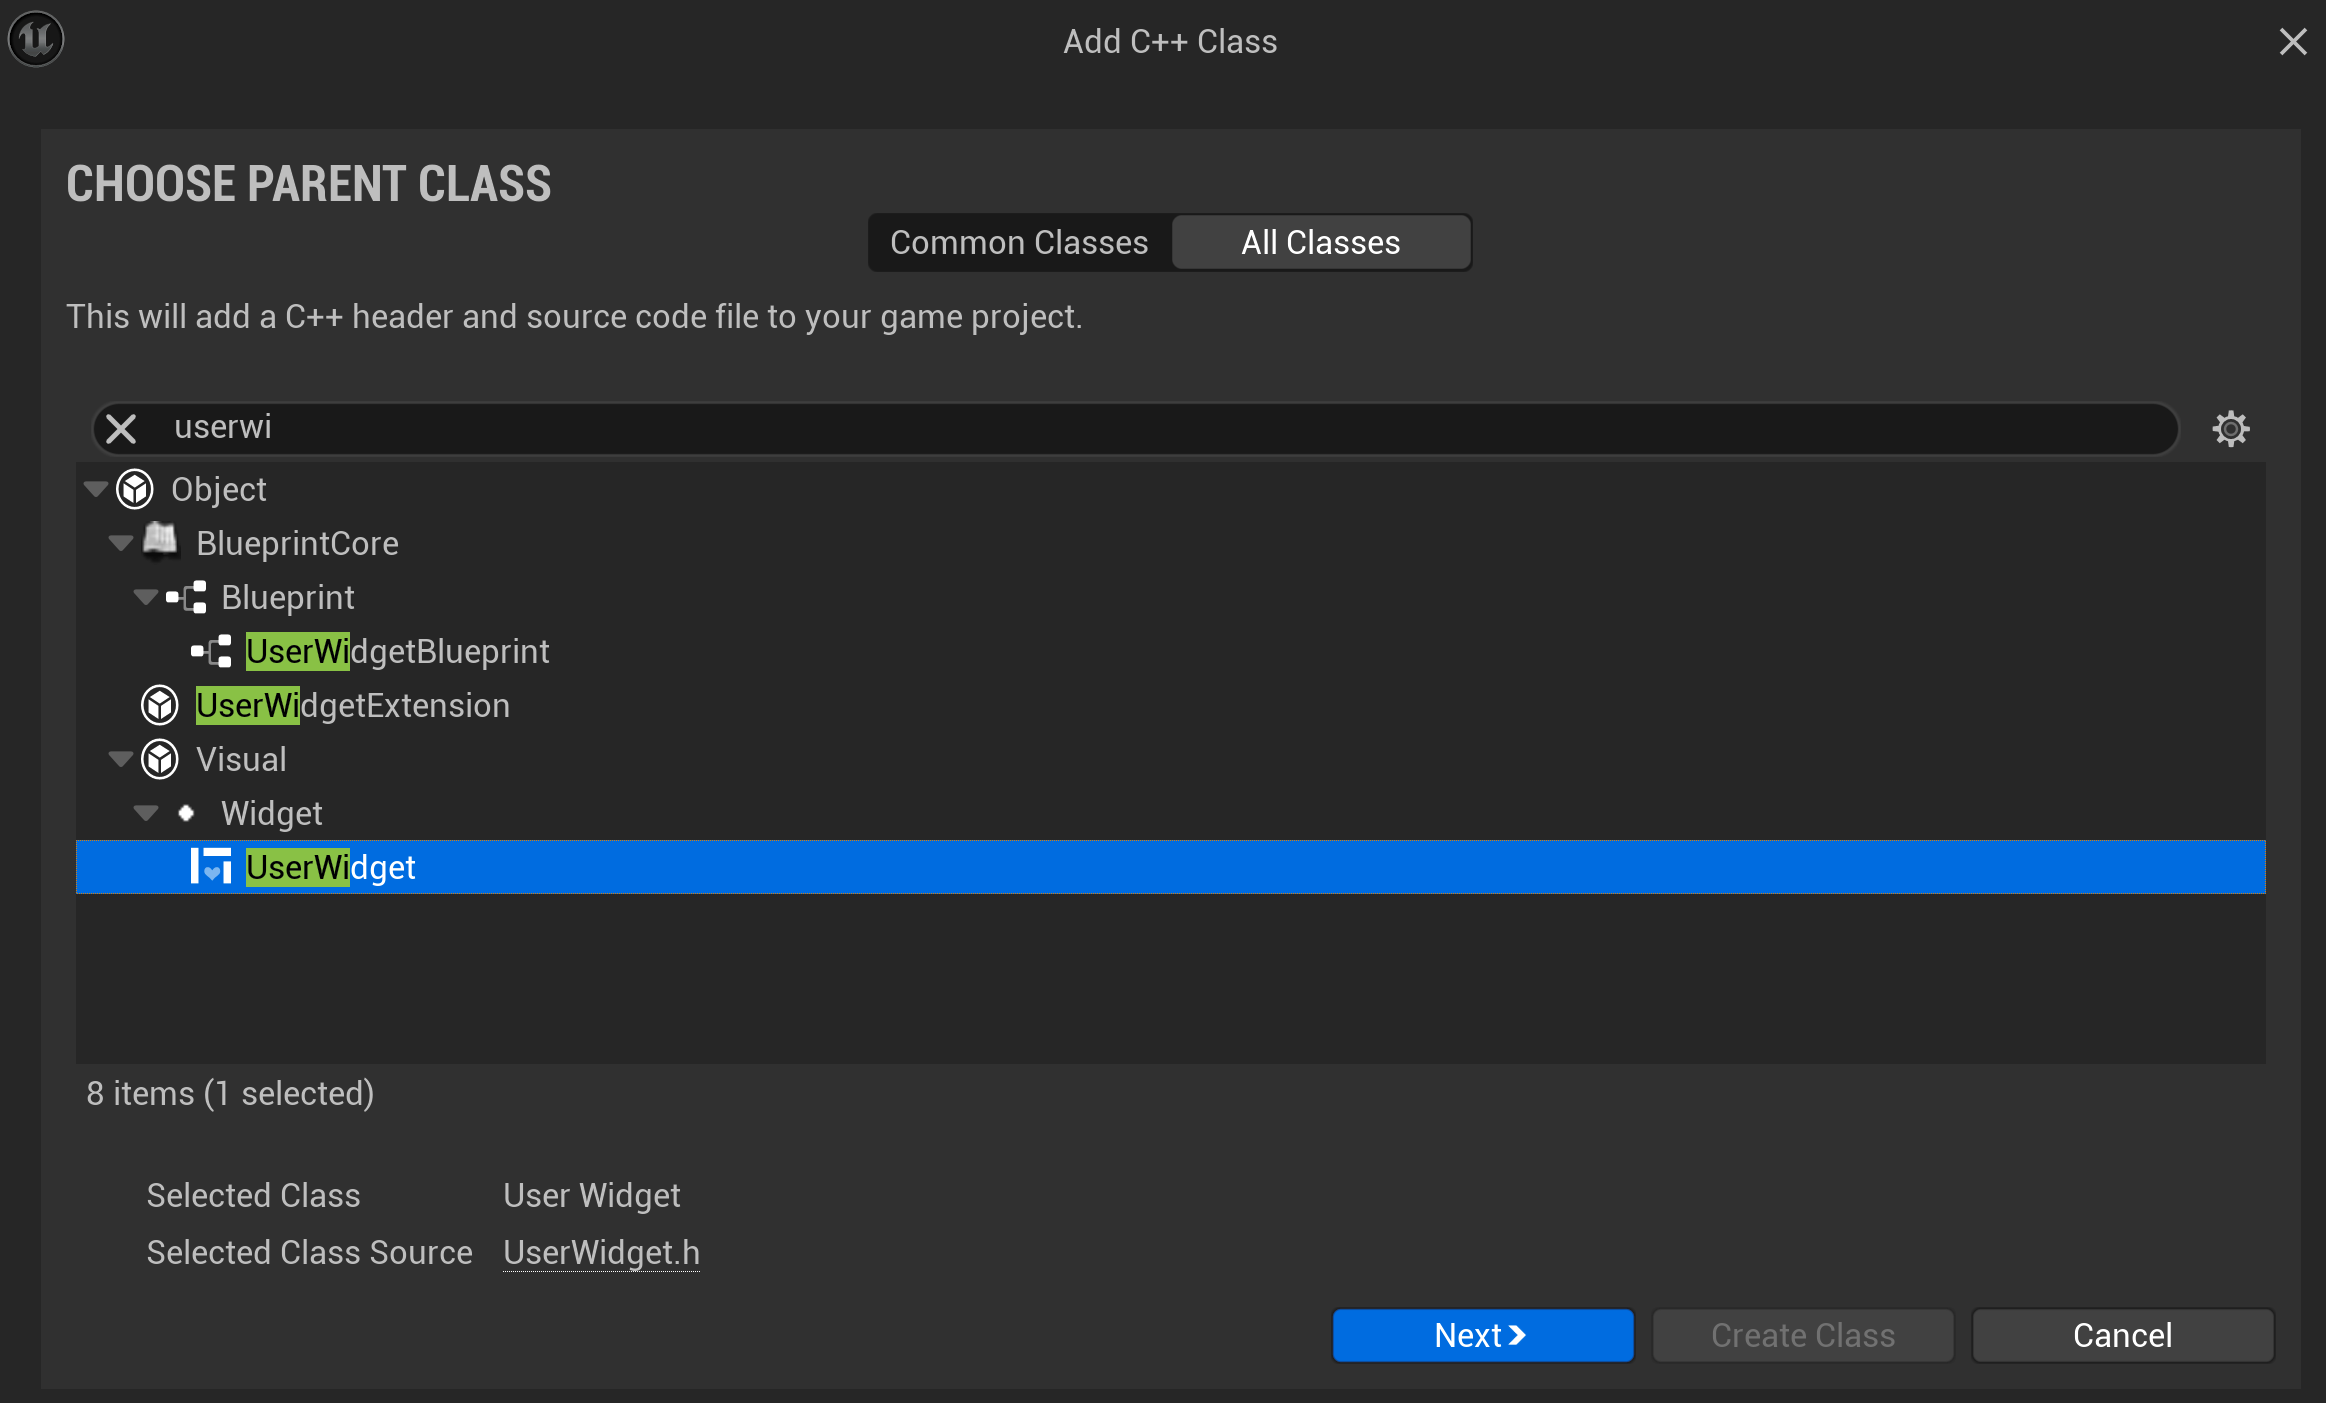 Add C++ Class
CHOOSE PARENT CLASS
Common Classes All Classes
This will add a C++ header and source code file to your game project.
userwi
Object
BlueprintCore
Blueprint
UserWidgetBlueprint
UserWidgetExtension
Visual
Widget
UserWidget
8 items (1 selected)
Selected Class User Widget
Selected Class Source UserWidget.h
Next Create Class Cancel